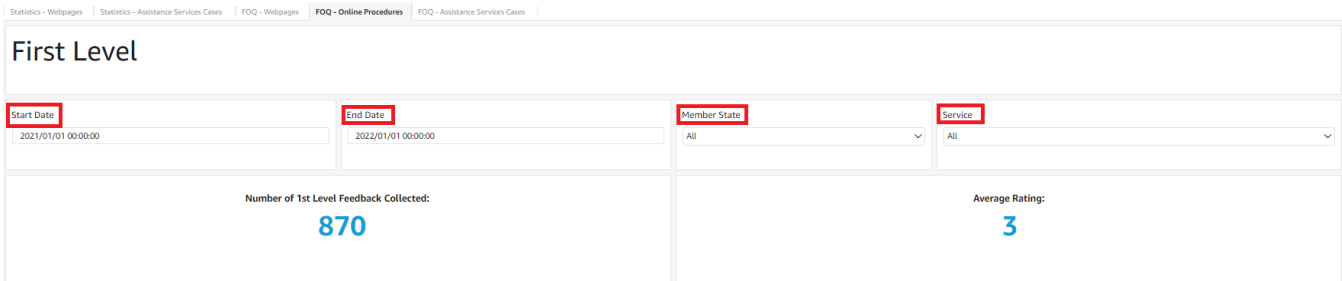 Statistics - Webpages Statistics - Assistance Services Cases FOQ - Webpages FOQ - Online Procedures FOQ - Assistance Services Cases
First Level
Start Date End Date Member State Service
2021/01/01 00:00:00 2022/01/01 00:00:00 All All
Number of 1st Level Feedback Collected: Average Rating:
870 3